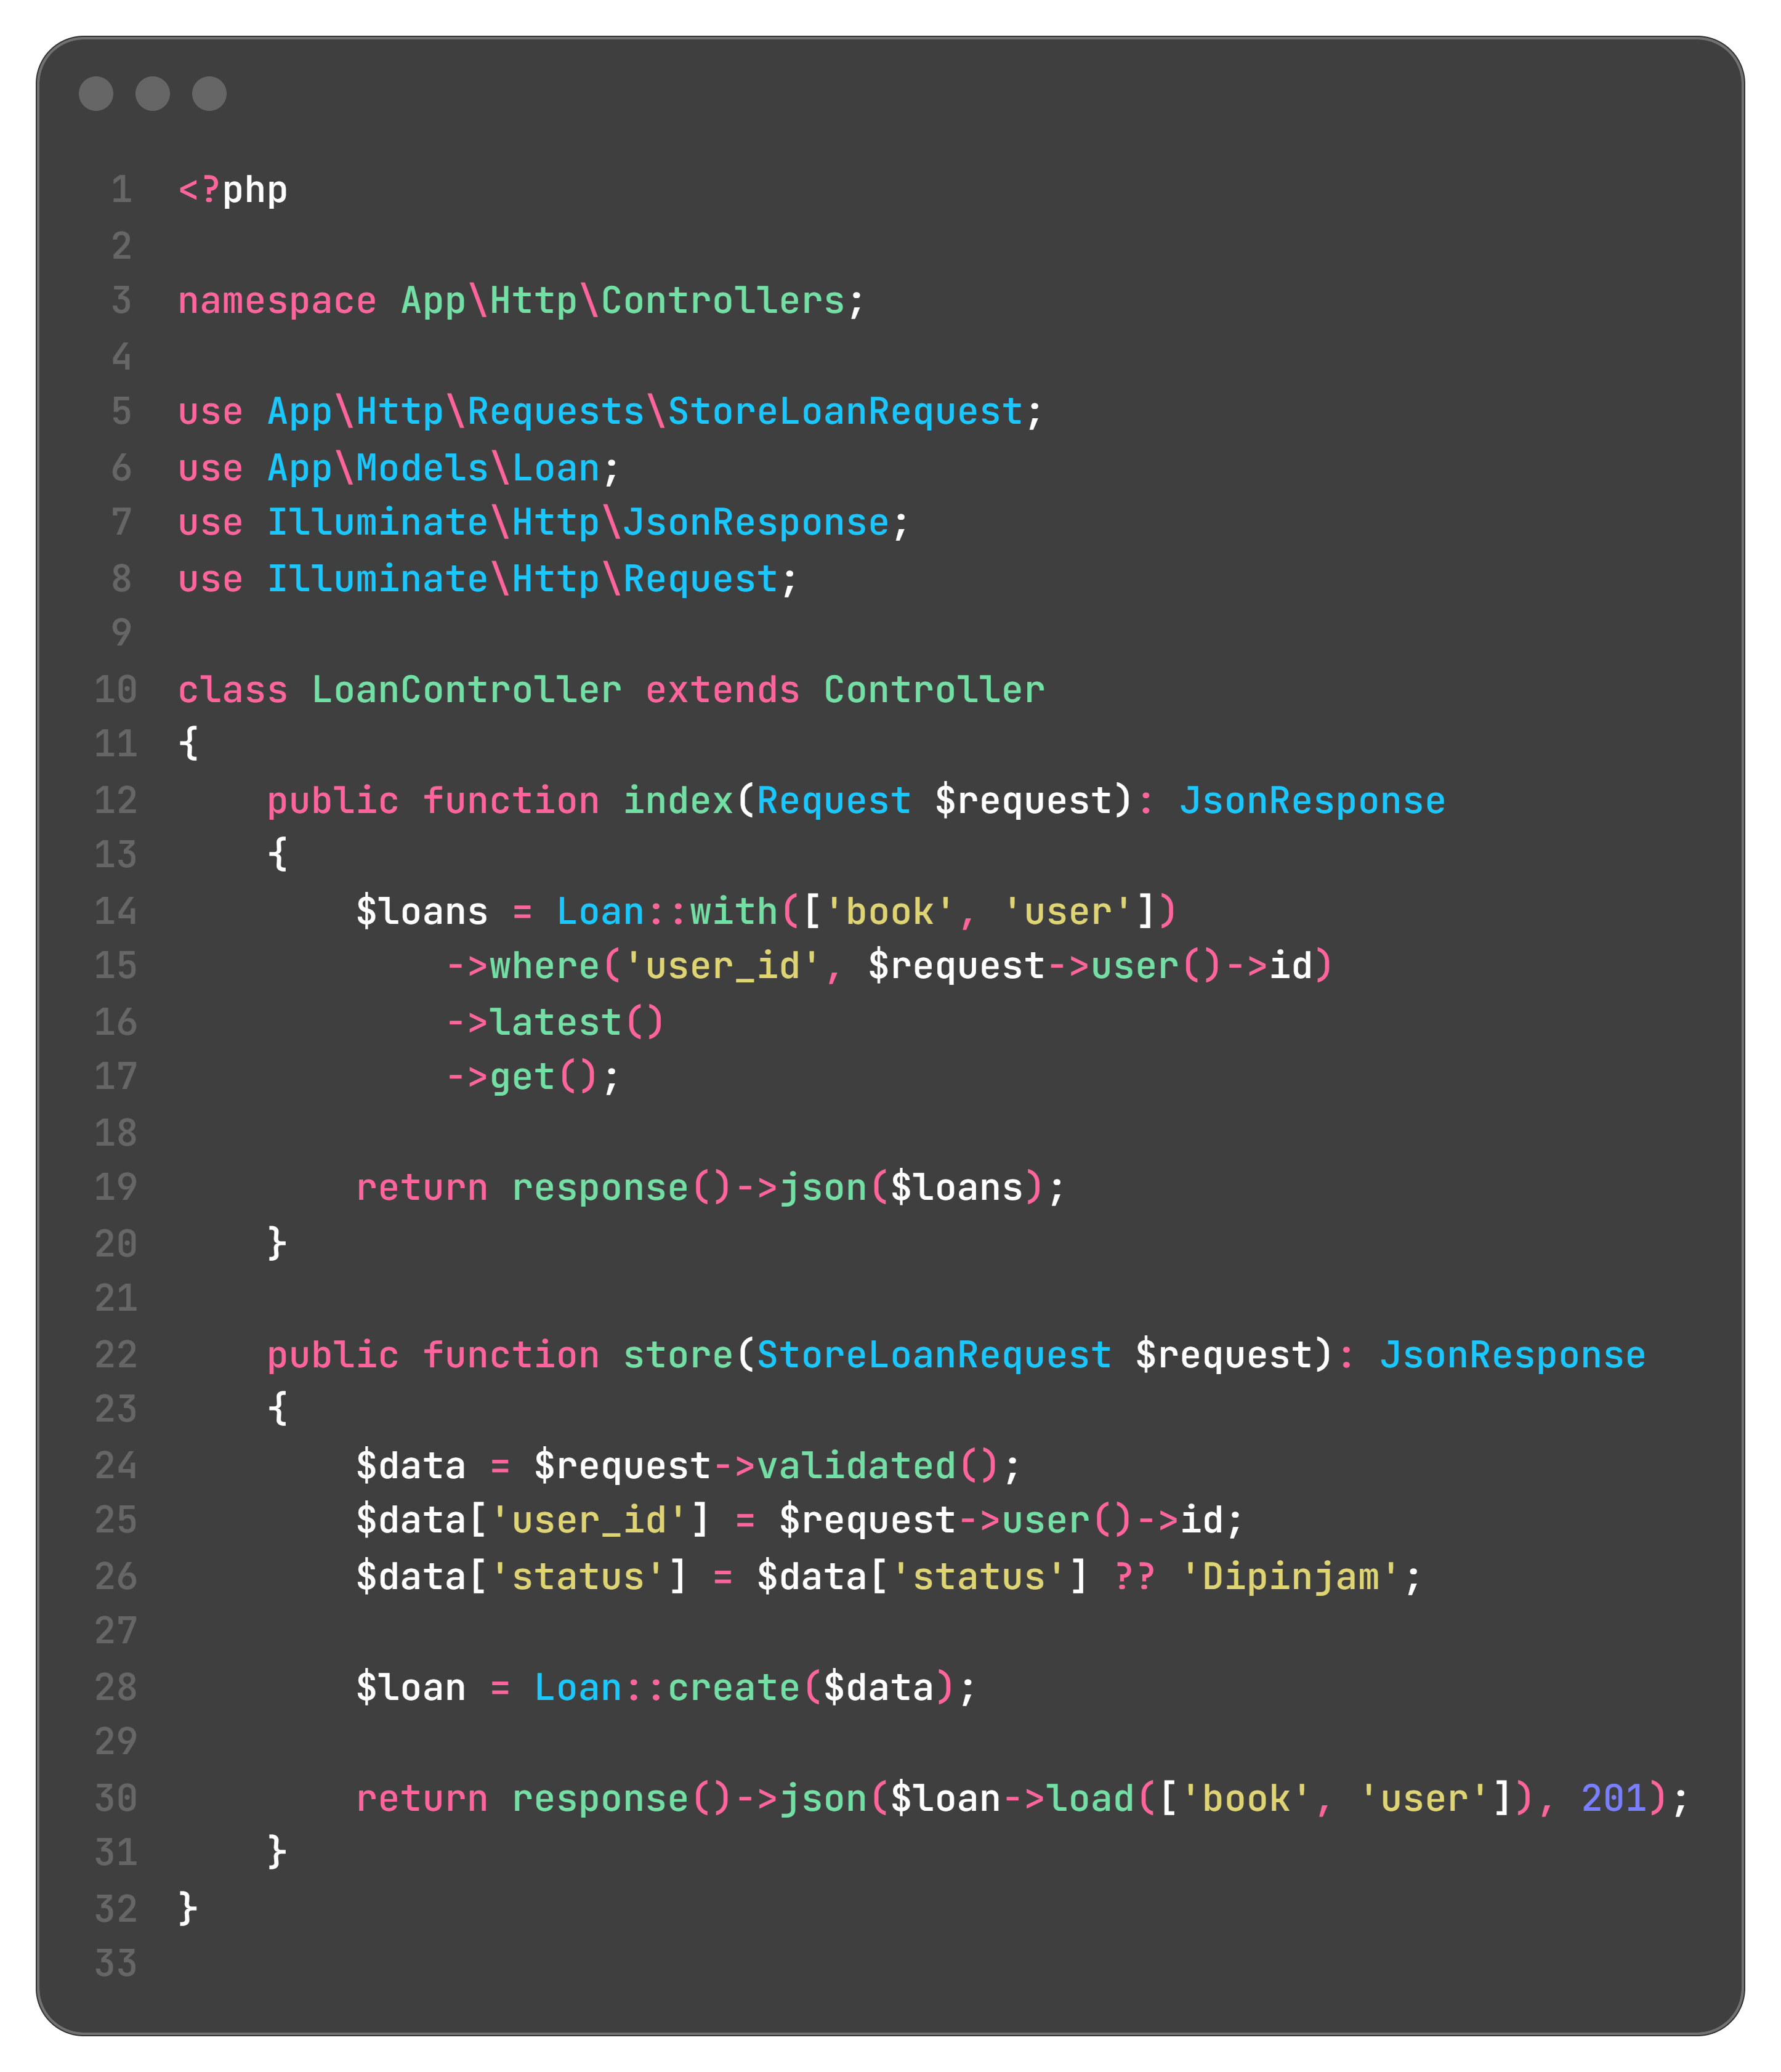 1 <?php
2
3 namespace App\Http\Controllers;
4
5 use App\Http\Requests\StoreLoanRequest;
6 use App\Models\Loan;
7 use Illuminate\Http\JsonResponse;
8 use Illuminate\Http\Request;
9
10 class LoanController extends Controller
11 {
12     public function index(Request $request): JsonResponse
13     {
14         $loans = Loan::with(['book', 'user'])
15             ->where('user_id', $request->user()->id)
16             ->latest()
17             ->get();
18
19         return response()->json($loans);
20     }
21
22     public function store(StoreLoanRequest $request): JsonResponse
23     {
24         $data = $request->validated();
25         $data['user_id'] = $request->user()->id;
26         $data['status'] = $data['status'] ?? 'Dipinjam';
27
28         $loan = Loan::create($data);
29
30         return response()->json($loan->load(['book', 'user']), 201);
31     }
32 }
33